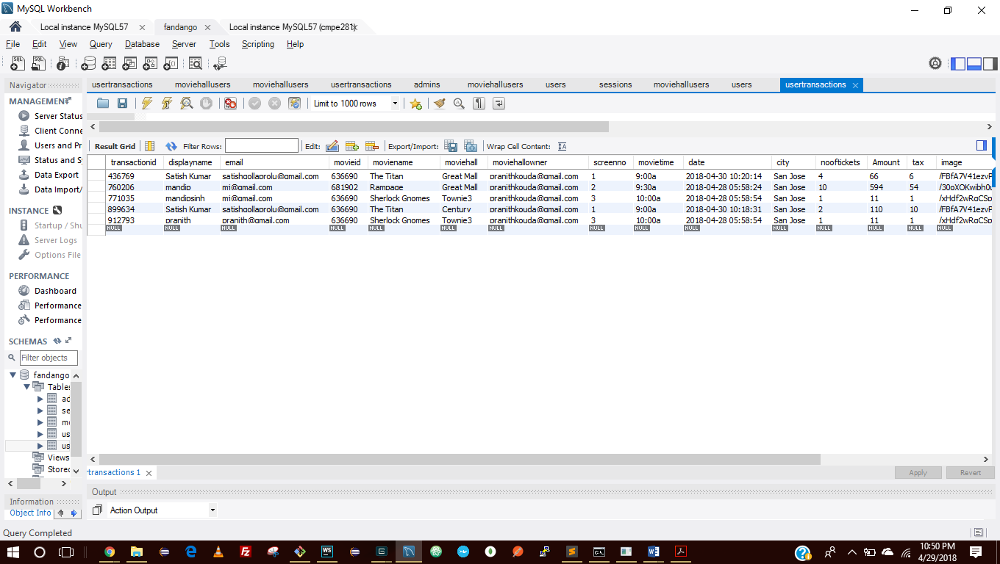 MySQL Workbench
Local instance MySQL57
fandango
Local instance MySQL57 (cmpe281)
File Edit View Query Database Server Tools Scripting Help
Navigator
MANAGEMENT
Server Status
Client Conne
Users and Pr
Status and Sy
Data Export
Data Import/
INSTANCE
Startup / Shu
Server Logs
Options File
PERFORMANCE
Dashboard
Performance
Performance
SCHEMAS
Filter objects
fandango
Tables
ad
se
mo
us
us
Views
Stored
Information
Object Info
usertransactions moviehallusers moviehallusers usertransactions admins moviehallusers users sessions moviehallusers users usertransactions
Limit to 1000 rows
Result Grid Filter Rows: Edit: Export/Import: Wrap Cell Content:
transactionid displayname email movieid moviename moviehall moviehallowner screenno movietime date city nooftickets Amount tax image
436769 Satish Kumar satishgollaprolu@gmail.com 636690 The Titan Great Mall pranithkouda@gmail.com 1 9:00a 2018-04-30 10:20:14 San Jose 4 66 6
760206 mandip mi@gmail.com 681902 Rampage Great Mall pranithkouda@gmail.com 2 9:30a 2018-04-28 05:58:24 San Jose 10 594 54
771035 mandipsinh mi@gmail.com 636690 Sherlock Gnomes Townie3 pranithkouda@gmail.com 3 10:00a 2018-04-28 05:58:54 San Jose 1 11 1
899634 Satish Kumar satishgollaprolu@gmail.com 636690 The Titan Century pranithkouda@gmail.com 1 9:00a 2018-04-30 10:18:31 San Jose 2 110 10
912793 pranith pranith@gmail.com 636690 Sherlock Gnomes Townie3 pranithkouda@gmail.com 3 10:00a 2018-04-28 05:58:54 San Jose 1 11 1
NULL NULL NULL NULL NULL NULL NULL NULL NULL NULL NULL NULL NULL NULL NULL
rtransactions 1
Apply Revert
Output
Action Output
Query Completed
10:50 PM
4/29/2018